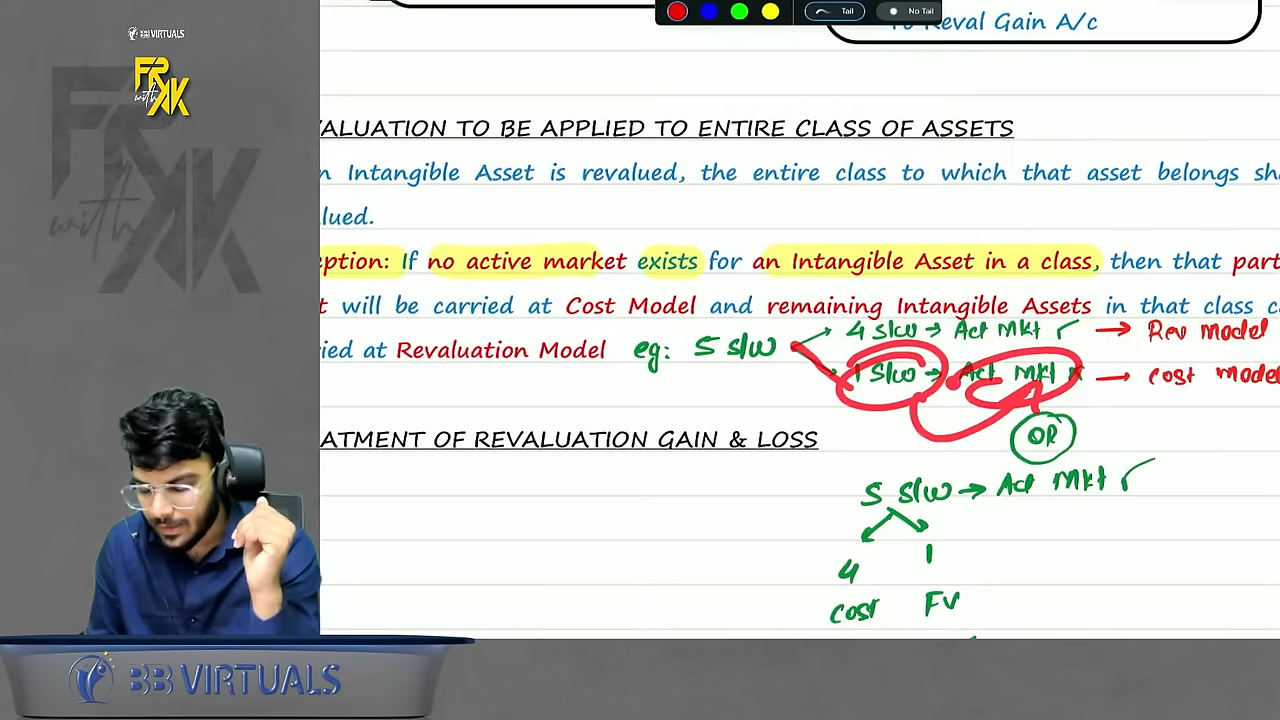 Tail
No Tail
BB VIRTUALS
To Reval Gain A/c
FR
with
AK
VALUATION TO BE APPLIED TO ENTIRE CLASS OF ASSETS
n Intangible Asset is revalued, the entire class to which that asset belongs sh
lued.
eption: If no active market exists for an Intangible Asset in a class, then that part
t will be carried at Cost Model and remaining Intangible Assets in that class c
ied at Revaluation Model eg: 5 S/w
4 S/w → Act Mkt ✓ → Rev model
1 S/w → Act Mkt x → Cost model
ATMENT OF REVALUATION GAIN & LOSS
OR
5 S/w → Act Mkt ✓
4 1
Cost FV
BB VIRTUALS